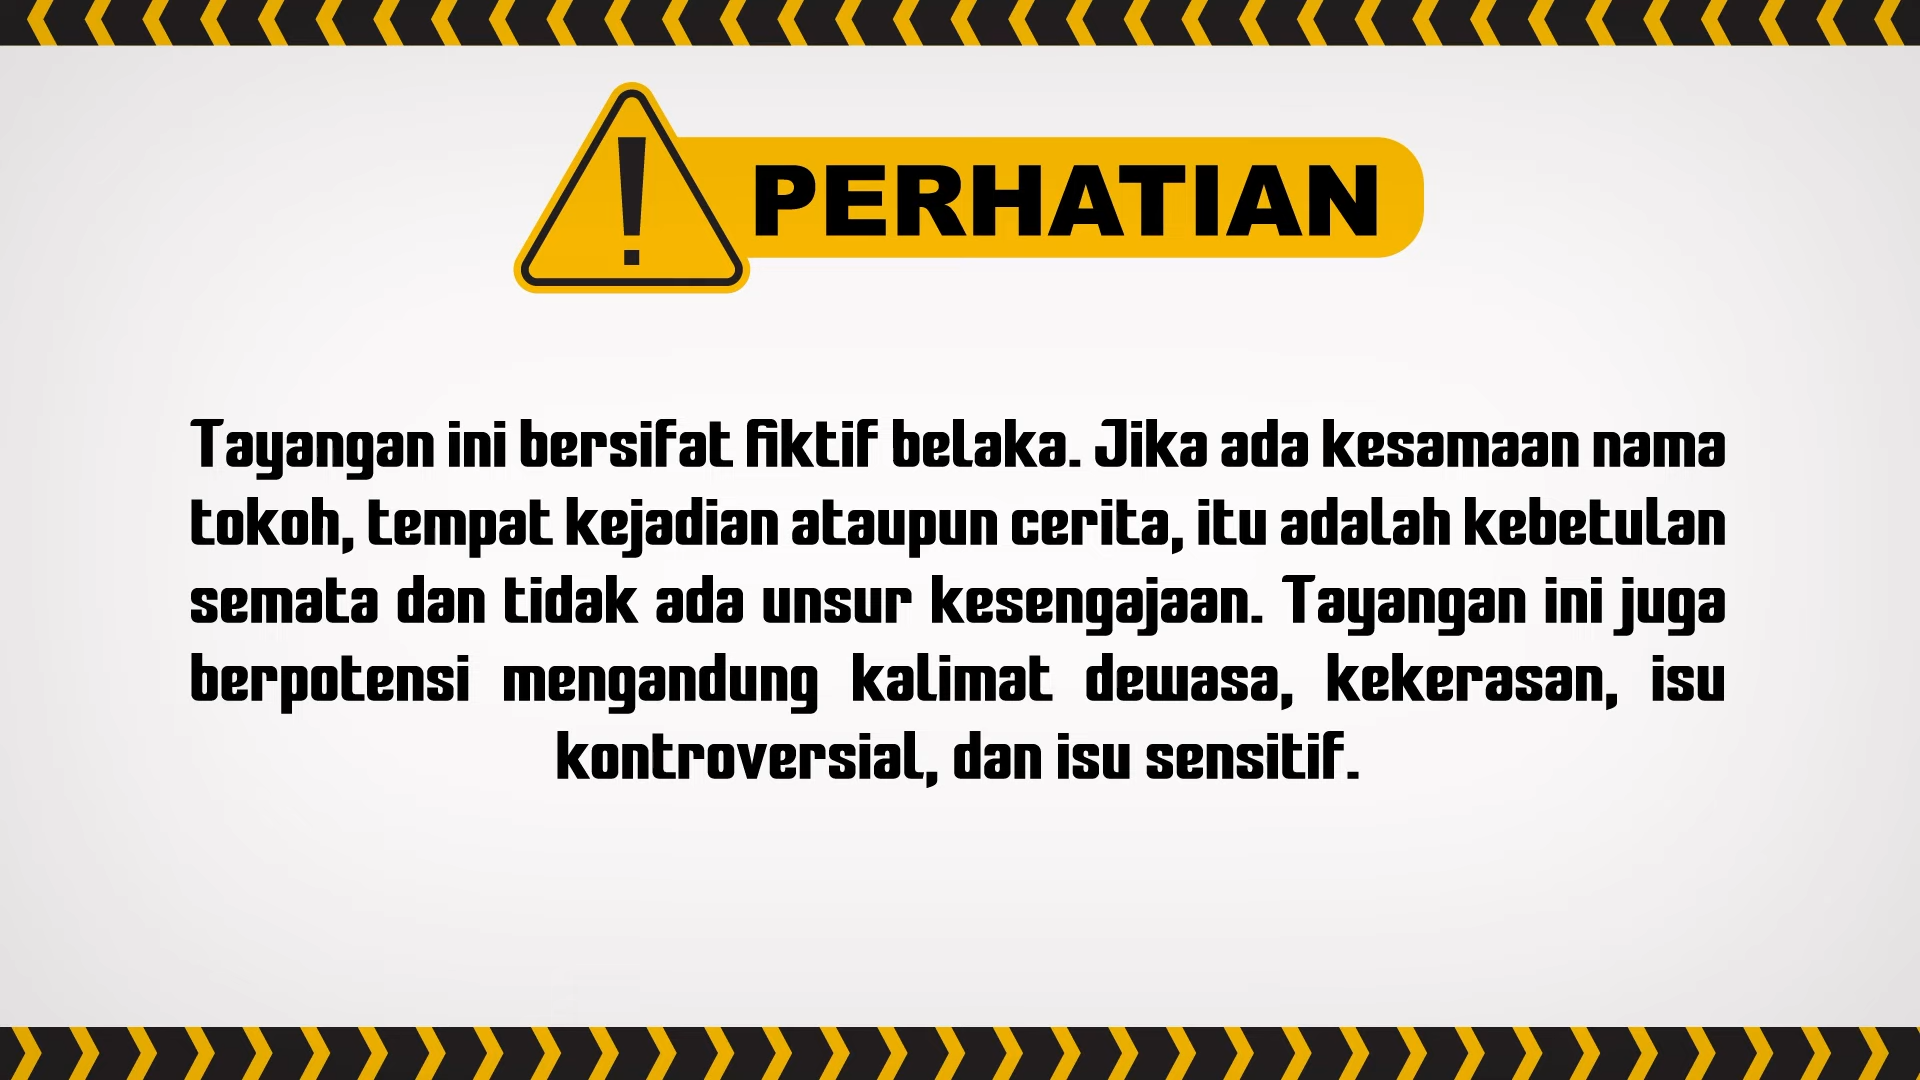 PERHATIAN
Tayangan ini bersifat fiktif belaka. Jika ada kesamaan nama
tokoh, tempat kejadian ataupun cerita, itu adalah kebetulan
semata dan tidak ada unsur kesengajaan. Tayangan ini juga
berpotensi mengandung kalimat dewasa, kekerasan, isu
kontroversial, dan isu sensitif.